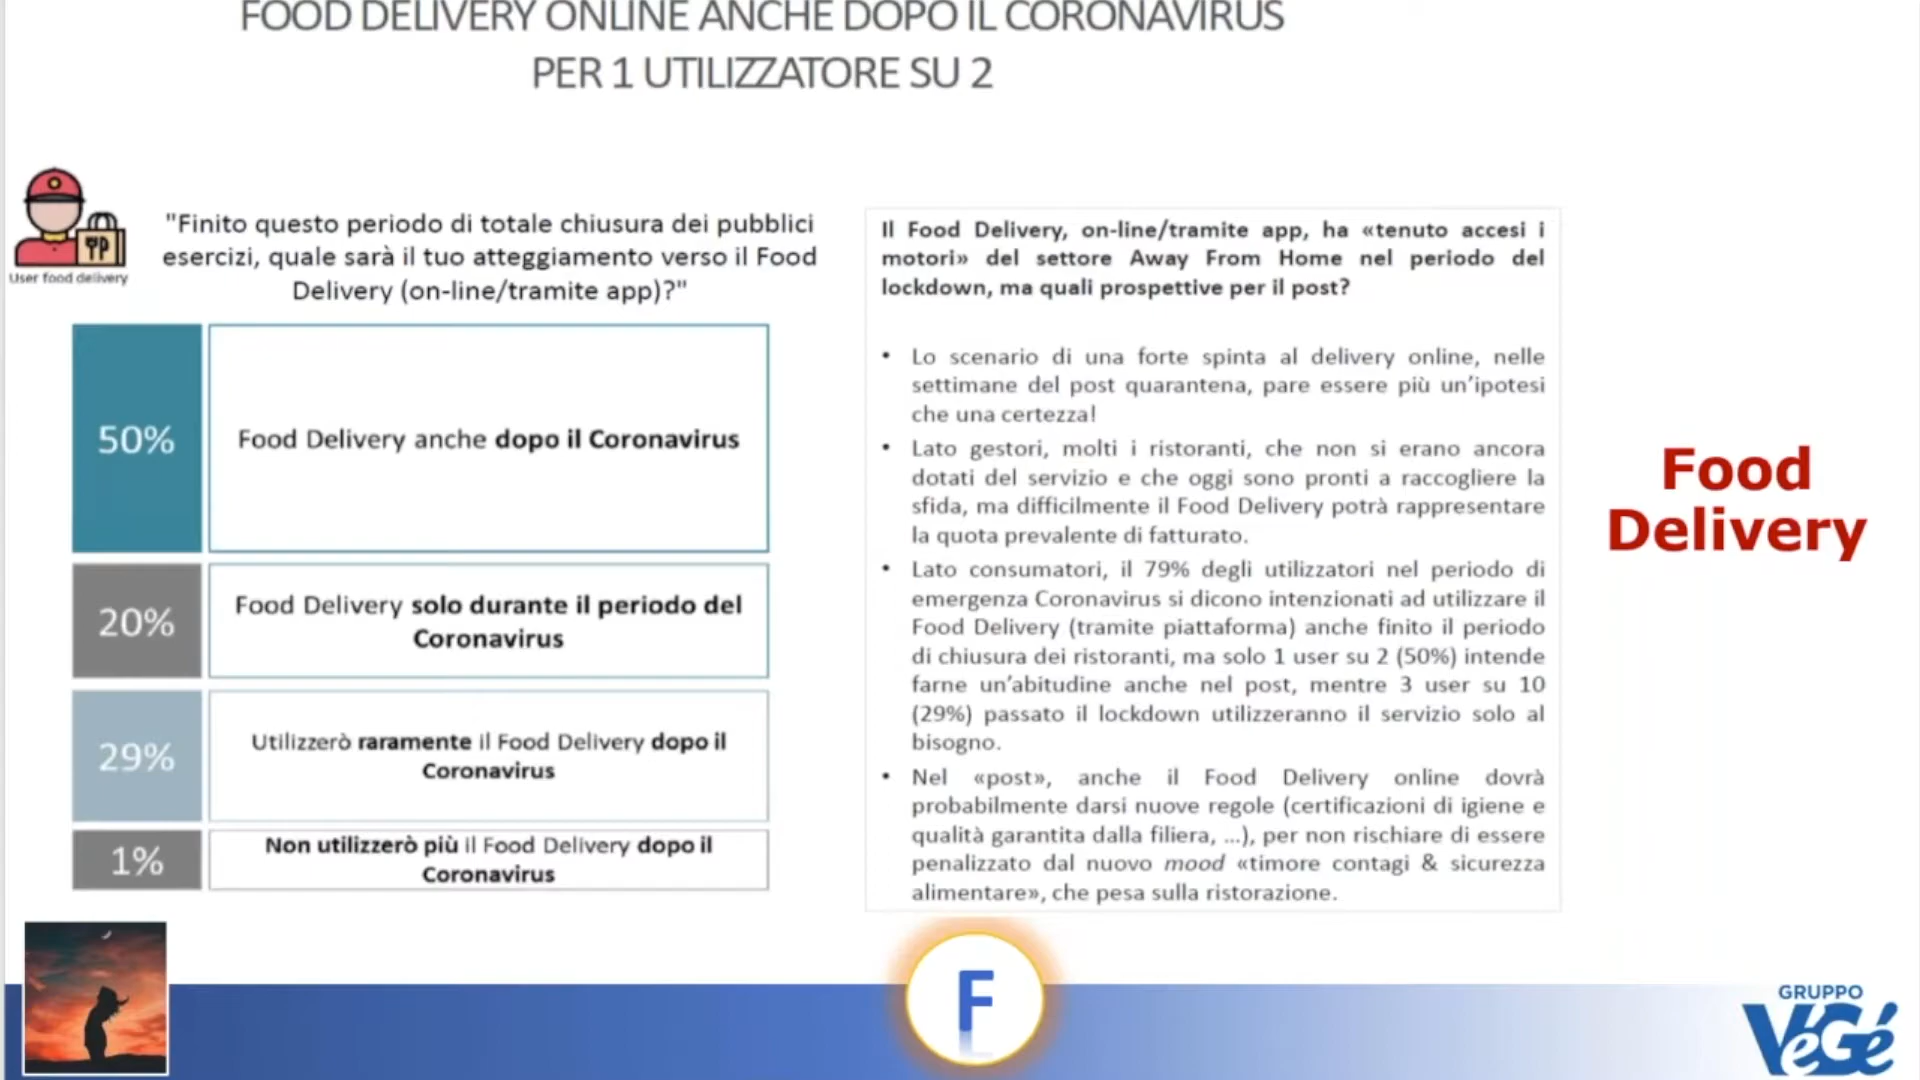 FOOD DELIVERY ONLINE ANCHE DOPO IL CORONAVIRUS
PER 1 UTILIZZATORE SU 2
User food delivery
"Finito questo periodo di totale chiusura dei pubblici
esercizi, quale sarà il tuo atteggiamento verso il Food
Delivery (on-line/tramite app)?"
50%
Food Delivery anche dopo il Coronavirus
20%
Food Delivery solo durante il periodo del
Coronavirus
29%
Utilizzerò raramente il Food Delivery dopo il
Coronavirus
1%
Non utilizzerò più il Food Delivery dopo il
Coronavirus
Il Food Delivery, on-line/tramite app, ha «tenuto accesi i
motori» del settore Away From Home nel periodo del
lockdown, ma quali prospettive per il post?
• Lo scenario di una forte spinta al delivery online, nelle
settimane del post quarantena, pare essere più un'ipotesi
che una certezza!
• Lato gestori, molti i ristoranti, che non si erano ancora
dotati del servizio e che oggi sono pronti a raccogliere la
sfida, ma difficilmente il Food Delivery potrà rappresentare
la quota prevalente di fatturato.
• Lato consumatori, il 79% degli utilizzatori nel periodo di
emergenza Coronavirus si dicono intenzionati ad utilizzare il
Food Delivery (tramite piattaforma) anche finito il periodo
di chiusura dei ristoranti, ma solo 1 user su 2 (50%) intende
farne un'abitudine anche nel post, mentre 3 user su 10
(29%) passato il lockdown utilizzeranno il servizio solo al
bisogno.
• Nel «post», anche il Food Delivery online dovrà
probabilmente darsi nuove regole (certificazioni di igiene e
qualità garantita dalla filiera, ...), per non rischiare di essere
penalizzato dal nuovo mood «timore contagi & sicurezza
alimentare», che pesa sulla ristorazione.
Food
Delivery
F
GRUPPO
VéGé